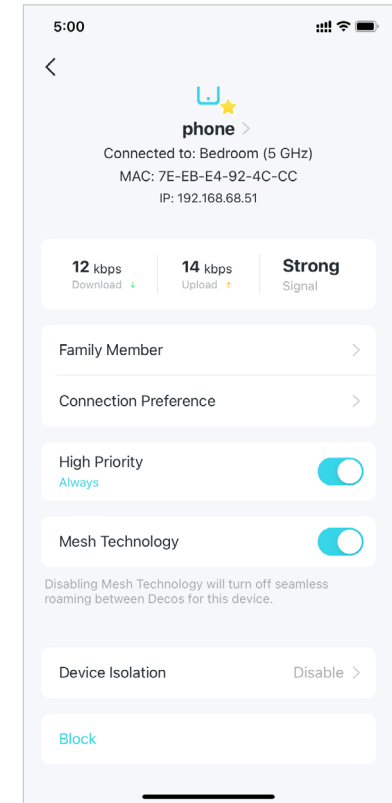 5:00
phone
Connected to: Bedroom (5 GHz)
MAC: 7E-EB-E4-92-4C-CC
IP: 192.168.68.51
12 kbps 14 kbps Strong
Download ↓ Upload ↑ Signal
Family Member
Connection Preference
High Priority
Always
Mesh Technology
Disabling Mesh Technology will turn off seamless
roaming between Decos for this device.
Device Isolation Disable
Block